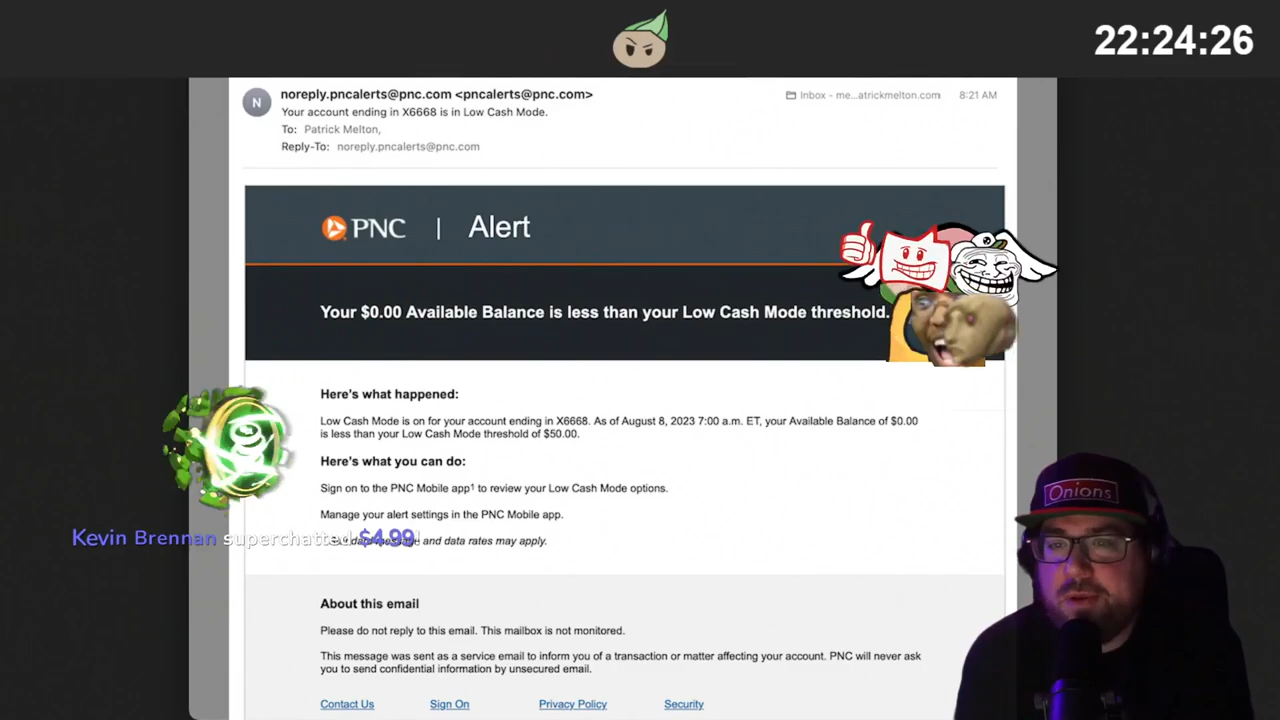 22:24:26
N
noreply.pncalerts@pnc.com <pncalerts@pnc.com>
Inbox - me...atrickmelton.com
8:21 AM
Your account ending in X6668 is in Low Cash Mode.
To: Patrick Melton,
Reply-To: noreply.pncalerts@pnc.com
PNC | Alert
Your $0.00 Available Balance is less than your Low Cash Mode threshold.
Here's what happened:
Low Cash Mode is on for your account ending in X6668. As of August 8, 2023 7:00 a.m. ET, your Available Balance of $0.00
is less than your Low Cash Mode threshold of $50.00.
Here's what you can do:
Sign on to the PNC Mobile app¹ to review your Low Cash Mode options.
Manage your alert settings in the PNC Mobile app.
Kevin Brennan superchatted $4.99!
and data rates may apply.
Onions
About this email
Please do not reply to this email. This mailbox is not monitored.
This message was sent as a service email to inform you of a transaction or matter affecting your account. PNC will never ask
you to send confidential information by unsecured email.
Contact Us
Sign On
Privacy Policy
Security